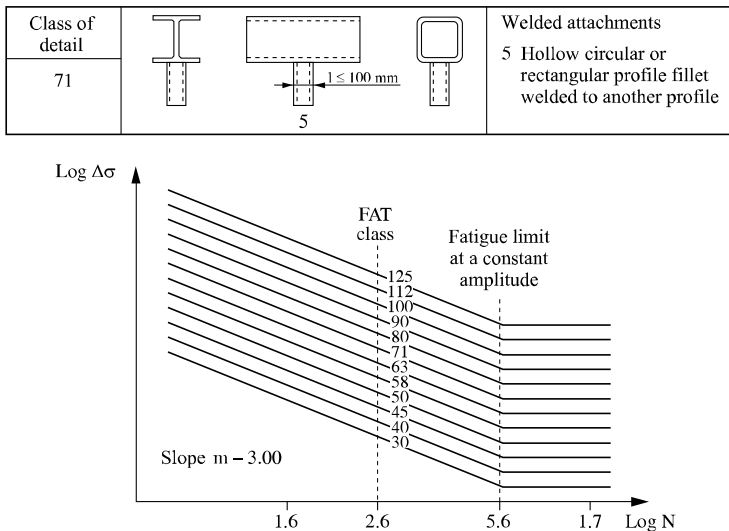 Class of
detail
71
l ≤ 100 mm
5
Welded attachments
5 Hollow circular or
rectangular profile fillet
welded to another profile
Log Δσ
FAT
class
Fatigue limit
at a constant
amplitude
125
112
100
90
80
71
63
58
50
45
40
30
Slope m – 3.00
1.6
2.6
5.6
1.7
Log N